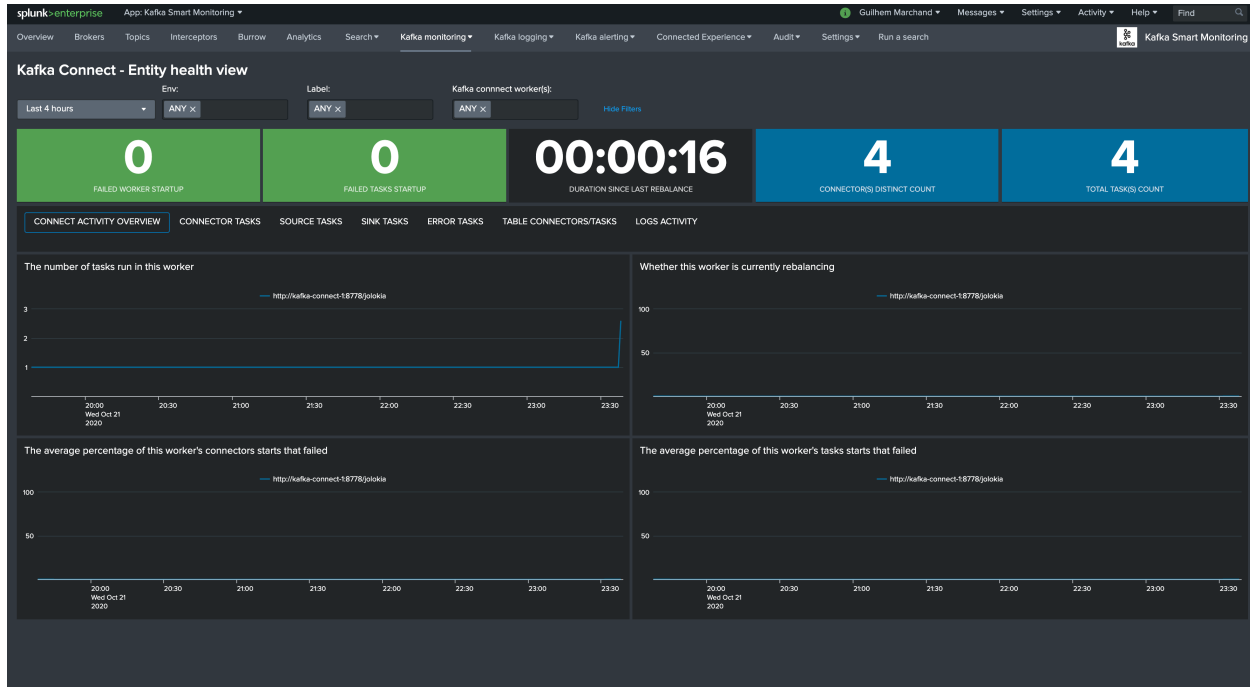 splunk>enterprise App: Kafka Smart Monitoring Guilhem Marchand Messages Settings Activity Help Find
Overview Brokers Topics Interceptors Burrow Analytics Search Kafka monitoring Kafka logging Kafka alerting Connected Experience Audit Settings Run a search kafka Kafka Smart Monitoring
Kafka Connect - Entity health view
Env: Label: Kafka connnect worker(s):
Last 4 hours ANY × ANY × ANY × Hide Filters
0 0 00:00:16 4 4
FAILED WORKER STARTUP FAILED TASKS STARTUP DURATION SINCE LAST REBALANCE CONNECTOR(S) DISTINCT COUNT TOTAL TASK(S) COUNT
CONNECT ACTIVITY OVERVIEW CONNECTOR TASKS SOURCE TASKS SINK TASKS ERROR TASKS TABLE CONNECTORS/TASKS LOGS ACTIVITY
The number of tasks run in this worker
http://kafka-connect-1:8778/jolokia
3
2
1
20:00 20:30 21:00 21:30 22:00 22:30 23:00 23:30
Wed Oct 21
2020
Whether this worker is currently rebalancing
http://kafka-connect-1:8778/jolokia
100
50
20:00 20:30 21:00 21:30 22:00 22:30 23:00 23:30
Wed Oct 21
2020
The average percentage of this worker's connectors starts that failed
http://kafka-connect-1:8778/jolokia
100
50
20:00 20:30 21:00 21:30 22:00 22:30 23:00 23:30
Wed Oct 21
2020
The average percentage of this worker's tasks starts that failed
http://kafka-connect-1:8778/jolokia
100
50
20:00 20:30 21:00 21:30 22:00 22:30 23:00 23:30
Wed Oct 21
2020